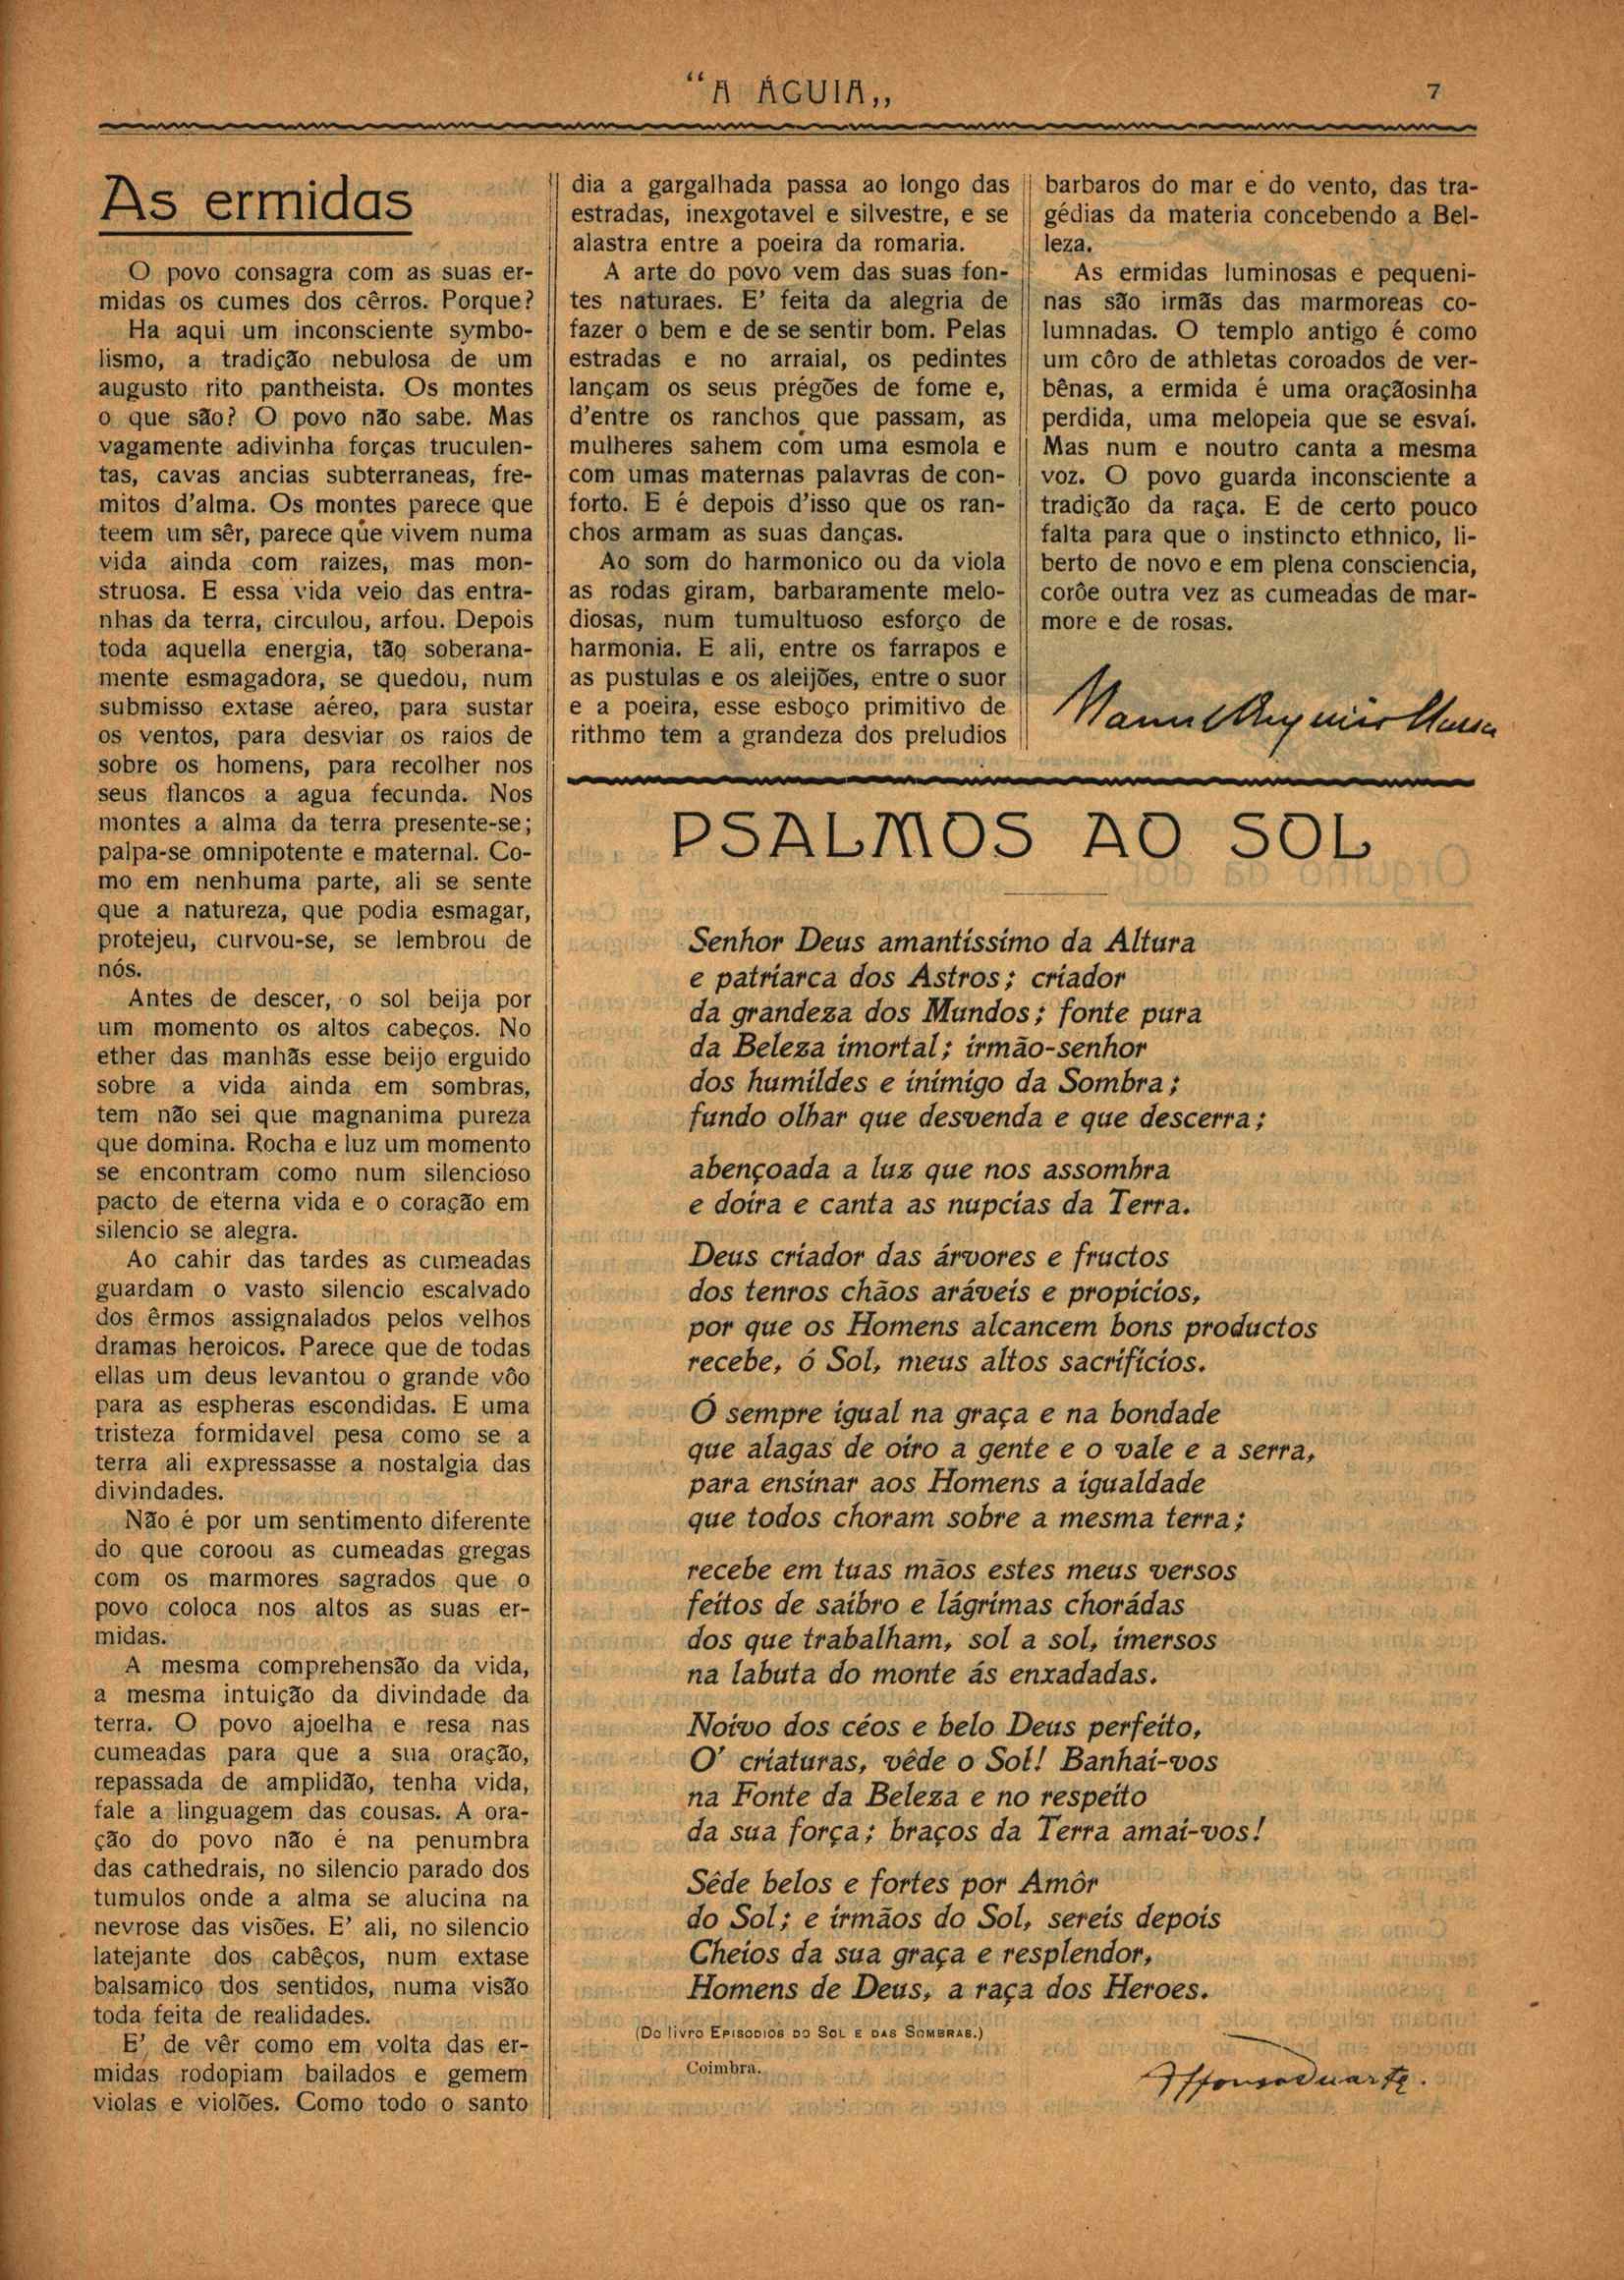 “A ÁGUIA„
7
As ermidas
O povo consagra com as suas er-
midas os cumes dos cêrros. Porque?
Ha aqui um inconsciente symbo-
lismo, a tradição nebulosa de um
augusto rito pantheista. Os montes
o que são? O povo não sabe. Mas
vagamente adivinha forças truculen-
tas, cavas ancias subterraneas, fre-
mitos d'alma. Os montes parece que
teem um sêr, parece que vivem numa
vida ainda com raizes, mas mon-
struosa. E essa vida veio das entra-
nhas da terra, circulou, arfou. Depois
toda aquella energia, tão soberana-
mente esmagadora, se quedou, num
submisso extase aéreo, para sustar
os ventos, para desviar os raios de
sobre os homens, para recolher nos
seus flancos a agua fecunda. Nos
montes a alma da terra presente-se;
palpa-se omnipotente e maternal. Co-
mo em nenhuma parte, ali se sente
que a natureza, que podia esmagar,
protejeu, curvou-se, se lembrou de
nós.
Antes de descer, o sol beija por
um momento os altos cabeços. No
ether das manhãs esse beijo erguido
sobre a vida ainda em sombras,
tem não sei que magnanima pureza
que domina. Rocha e luz um momento
se encontram como num silencioso
pacto de eterna vida e o coração em
silencio se alegra.
Ao cahir das tardes as cumeadas
guardam o vasto silencio escalvado
dos êrmos assignalados pelos velhos
dramas heroicos. Parece que de todas
ellas um deus levantou o grande vôo
para as espheras escondidas. E uma
tristeza formidavel pesa como se a
terra ali expressasse a nostalgia das
divindades.
Não é por um sentimento diferente
do que coroou as cumeadas gregas
com os marmores sagrados que o
povo coloca nos altos as suas er-
midas.
A mesma comprehensão da vida,
a mesma intuição da divindade da
terra. O povo ajoelha e resa nas
cumeadas para que a sua oração,
repassada de amplidão, tenha vida,
fale a linguagem das cousas. A ora-
ção do povo não é na penumbra
das cathedrais, no silencio parado dos
tumulos onde a alma se alucina na
nevrose das visões. E' ali, no silencio
latejante dos cabêços, num extase
balsamico dos sentidos, numa visão
toda feita de realidades.
E' de vêr como em volta das er-
midas rodopiam bailados e gemem
violas e violões. Como todo o santo
dia a gargalhada passa ao longo das
estradas, inexgotavel e silvestre, e se
alastra entre a poeira da romaria.
A arte do povo vem das suas fon-
tes naturaes. E' feita da alegria de
fazer o bem e de se sentir bom. Pelas
estradas e no arraial, os pedintes
lançam os seus prégões de fome e,
d'entre os ranchos que passam, as
mulheres sahem com uma esmola e
com umas maternas palavras de con-
forto. E é depois d'isso que os ran-
chos armam as suas danças.
Ao som do harmonico ou da viola
as rodas giram, barbaramente melo-
diosas, num tumultuoso esforço de
harmonia. E ali, entre os farrapos e
as pustulas e os aleijões, entre o suor
e a poeira, esse esboço primitivo de
rithmo tem a grandeza dos preludios
barbaros do mar e do vento, das tra-
gédias da materia concebendo a Bel-
leza.
As ermidas luminosas e pequeni-
nas são irmãs das marmoreas co-
lumnadas. O templo antigo é como
um côro de athletas coroados de ver-
bênas, a ermida é uma oraçãosinha
perdida, uma melopeia que se esvaí.
Mas num e noutro canta a mesma
voz. O povo guarda inconsciente a
tradição da raça. E de certo pouco
falta para que o instincto ethnico, li-
berto de novo e em plena consciencia,
corôe outra vez as cumeadas de mar-
more e de rosas.
Manuel
PSALMOS AO SOL
Senhor Deus amantissimo da Altura
e patriarca dos Astros; criador
da grandeza dos Mundos; fonte pura
da Beleza imortal; irmão-senhor
dos humildes e inimigo da Sombra;
fundo olhar que desvenda e que descerra;
abençoada a luz que nos assombra
e doira e canta as nupcias da Terra.
Deus criador das árvores e fructos
dos tenros chãos aráveis e propicios,
por que os Homens alcancem bons productos
recebe, ó Sol, meus altos sacrificios.
Ó sempre igual na graça e na bondade
que alagas de oiro a gente e o vale e a serra,
para ensinar aos Homens a igualdade
que todos choram sobre a mesma terra;
recebe em tuas mãos estes meus versos
feitos de saibro e lágrimas chorádas
dos que trabalham, sol a sol, imersos
na labuta do monte ás enxadadas.
Noivo dos céos e belo Deus perfeito,
O' criaturas, vêde o Sol! Banhai-vos
na Fonte da Beleza e no respeito
da sua força; braços da Terra amai-vos!
Sêde belos e fortes por Amôr
do Sol; e irmãos do Sol, sereis depois
Cheios da sua graça e resplendor,
Homens de Deus, a raça dos Heroes.
(Do livro EPISODIOS DO SOL E DAS SOMBRAS.)
Coimbra.
Affonso Duarte.